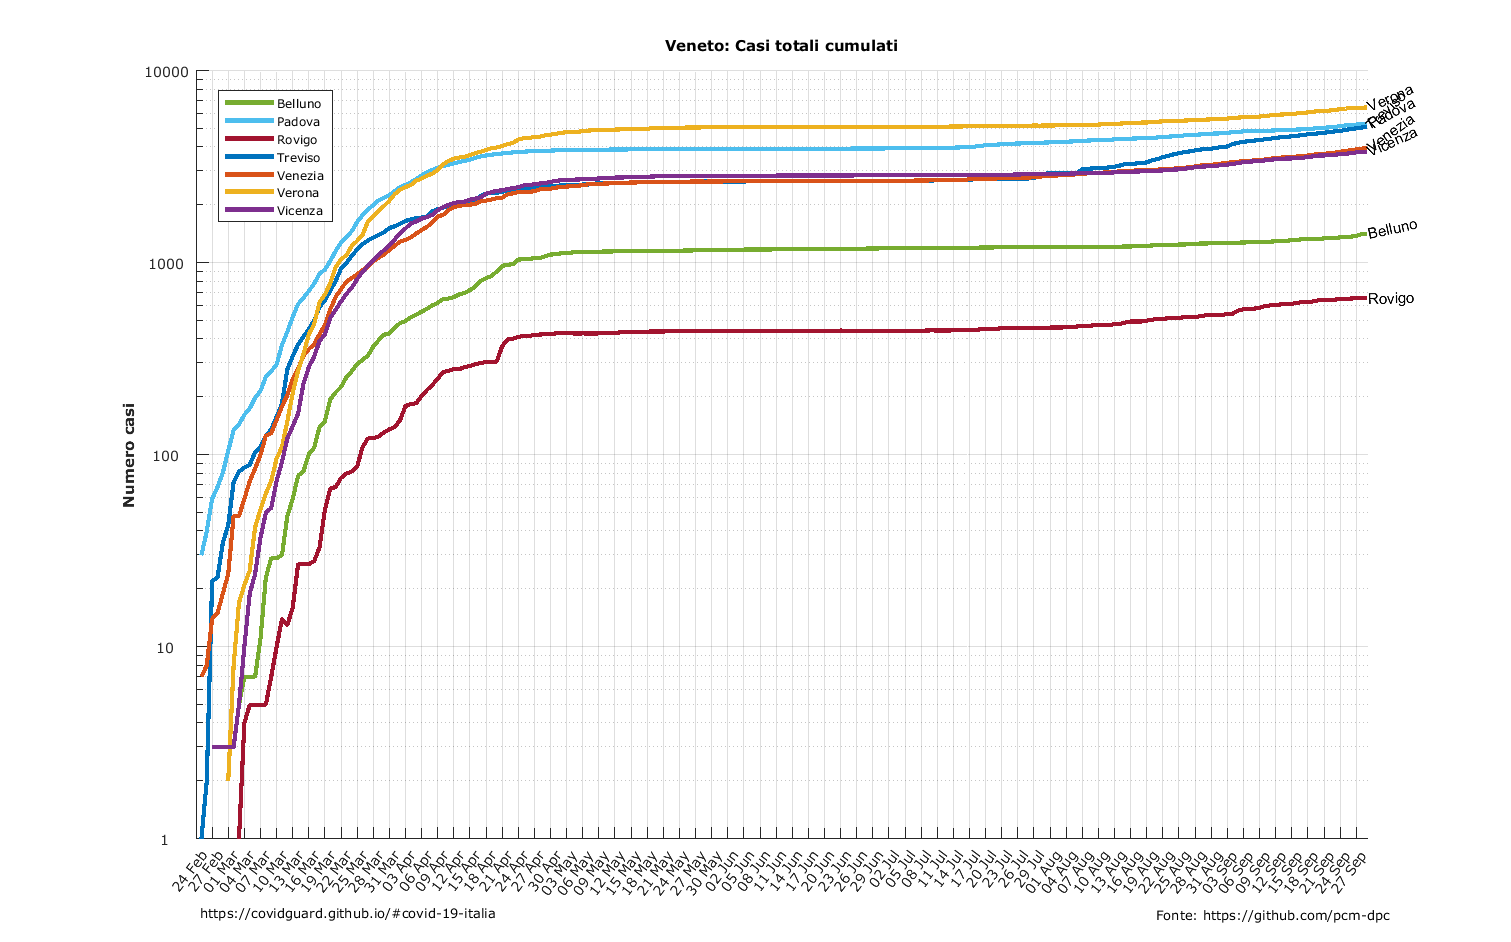 Veneto: Casi totali cumulati
Numero casi
10000
1000
100
10
1
Belluno
Padova
Rovigo
Treviso
Venezia
Verona
Vicenza
Verona
Treviso
Padova
Venezia
Vicenza
Belluno
Rovigo
24 Feb
27 Feb
01 Mar
04 Mar
07 Mar
10 Mar
13 Mar
16 Mar
19 Mar
22 Mar
25 Mar
28 Mar
31 Mar
03 Apr
06 Apr
09 Apr
12 Apr
15 Apr
18 Apr
21 Apr
24 Apr
27 Apr
30 Apr
03 May
06 May
09 May
12 May
15 May
18 May
21 May
24 May
27 May
30 May
02 Jun
05 Jun
08 Jun
11 Jun
14 Jun
17 Jun
20 Jun
23 Jun
26 Jun
29 Jun
02 Jul
05 Jul
08 Jul
11 Jul
14 Jul
17 Jul
20 Jul
23 Jul
26 Jul
29 Jul
01 Aug
04 Aug
07 Aug
10 Aug
13 Aug
16 Aug
19 Aug
22 Aug
25 Aug
28 Aug
31 Aug
03 Sep
06 Sep
09 Sep
12 Sep
15 Sep
18 Sep
21 Sep
24 Sep
27 Sep
https://covidguard.github.io/#covid-19-italia
Fonte: https://github.com/pcm-dpc